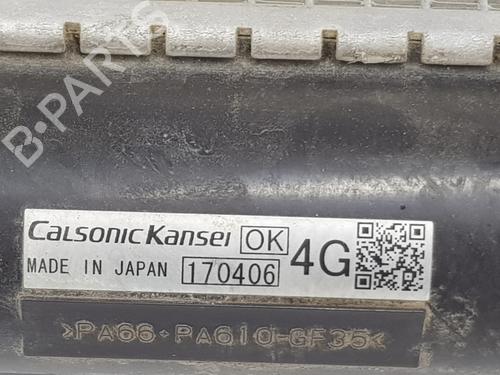 B-PARTS
CalsonicKansei OK 4G
MADE IN JAPAN 170406
>PA66+PA610-GF35<